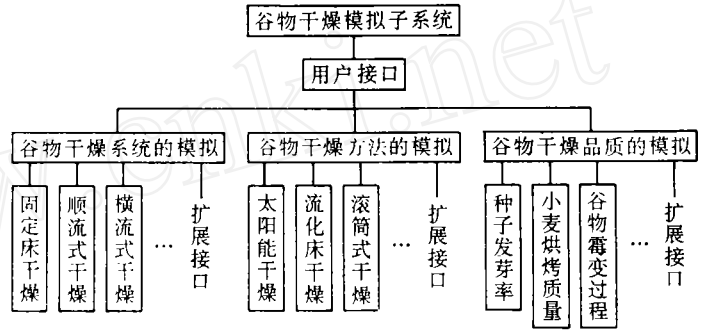 谷物干燥模拟子系统
用户接口
谷物干燥系统的模拟
谷物干燥方法的模拟
谷物干燥品质的模拟
固定床干燥
顺流式干燥
横流式干燥
…
扩展接口
太阳能干燥
流化床干燥
滚筒式干燥
…
扩展接口
种子发芽率
小麦烘烤质量
谷物霉变过程
…
扩展接口